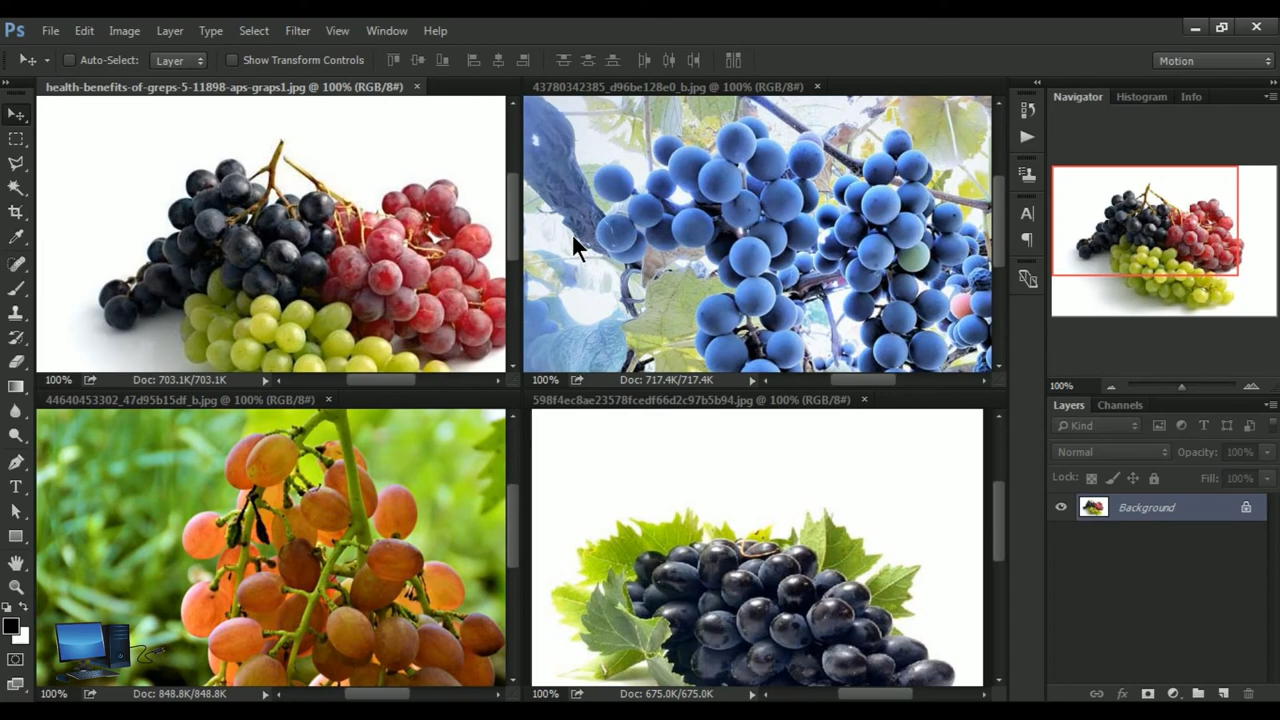 Ps File Edit Image Layer Type Select Filter View Window Help
Auto-Select: Layer Show Transform Controls Motion
health-benefits-of-greps-5-11898-aps-graps1.jpg @ 100% (RGB/8#) ×
43780342385_d96be128e0_b.jpg @ 100% (RGB/8#) ×
Navigator Histogram Info
100% Doc: 703.1K/703.1K
100% Doc: 717.4K/717.4K
100%
44640453302_47d95b15df_b.jpg @ 100% (RGB/8#) ×
598f4ec8ae23578fcedf66d2c97b5b94.jpg @ 100% (RGB/8#) ×
Layers Channels
Kind
Normal Opacity: 100%
Lock: Fill: 100%
Background
100% Doc: 848.8K/848.8K
100% Doc: 675.0K/675.0K